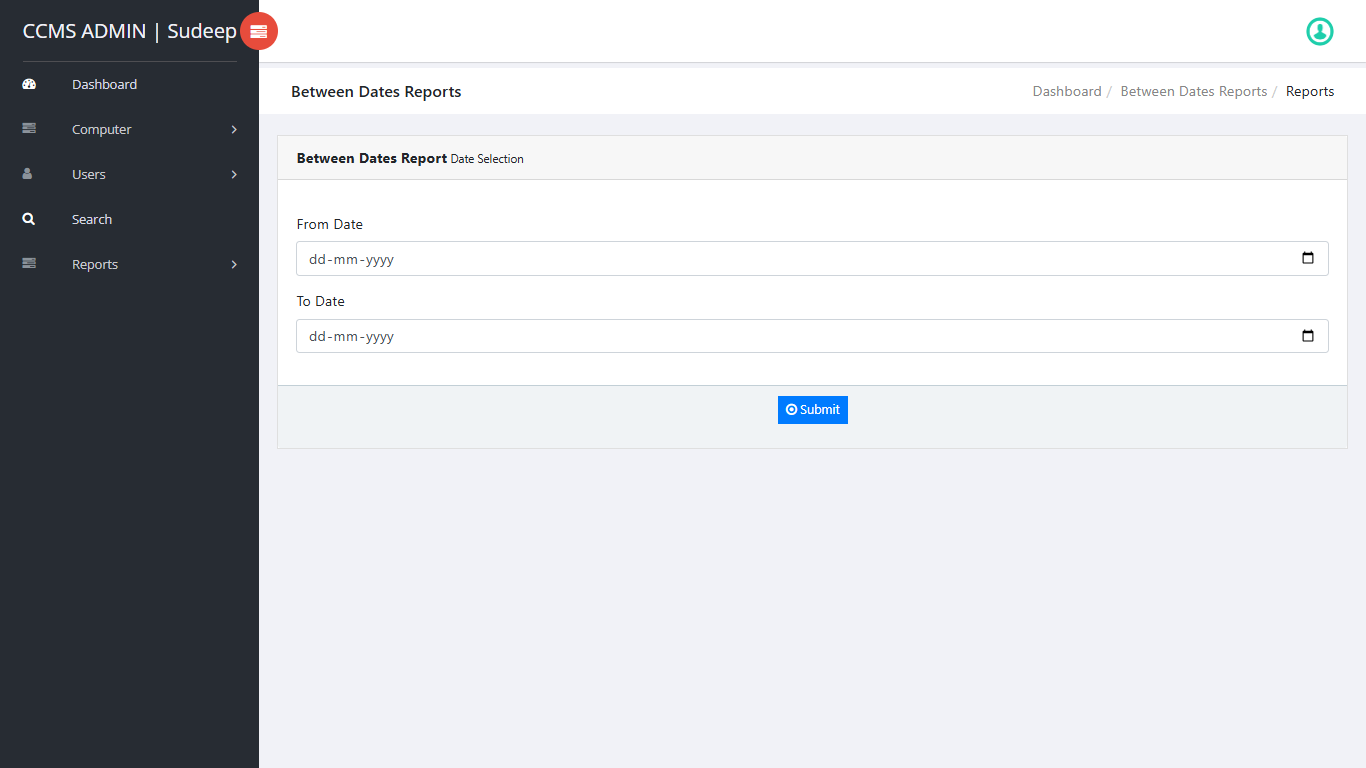 CCMS ADMIN | Sudeep
Dashboard
Computer
Users
Search
Reports
Between Dates Reports
Dashboard / Between Dates Reports / Reports
Between Dates Report Date Selection
From Date
dd-mm-yyyy
To Date
dd-mm-yyyy
Submit